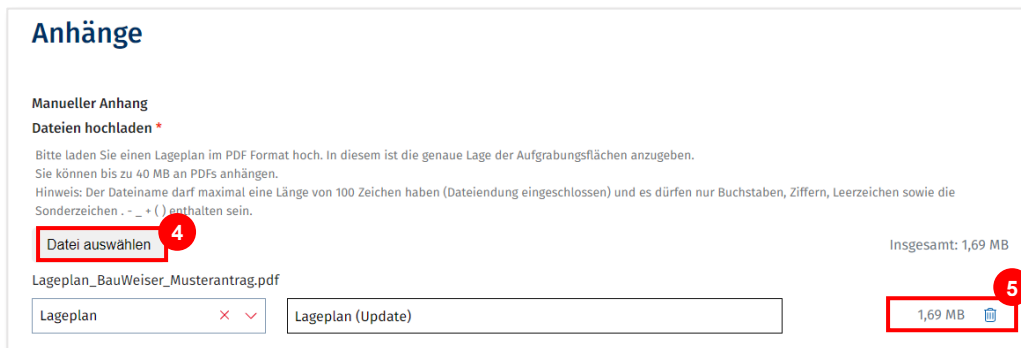 Anhänge
Manueller Anhang
Dateien hochladen *
Bitte laden Sie einen Lageplan im PDF Format hoch. In diesem ist die genaue Lage der Aufgrabungsflächen anzugeben.
Sie können bis zu 40 MB an PDFs anhängen.
Hinweis: Der Dateiname darf maximal eine Länge von 100 Zeichen haben (Dateiendung eingeschlossen) und es dürfen nur Buchstaben, Ziffern, Leerzeichen sowie die
Sonderzeichen . - _ + ( ) enthalten sein.
4
Datei auswählen Insgesamt: 1,69 MB
Lageplan_BauWeiser_Musterantrag.pdf
5
Lageplan Lageplan (Update) 1,69 MB